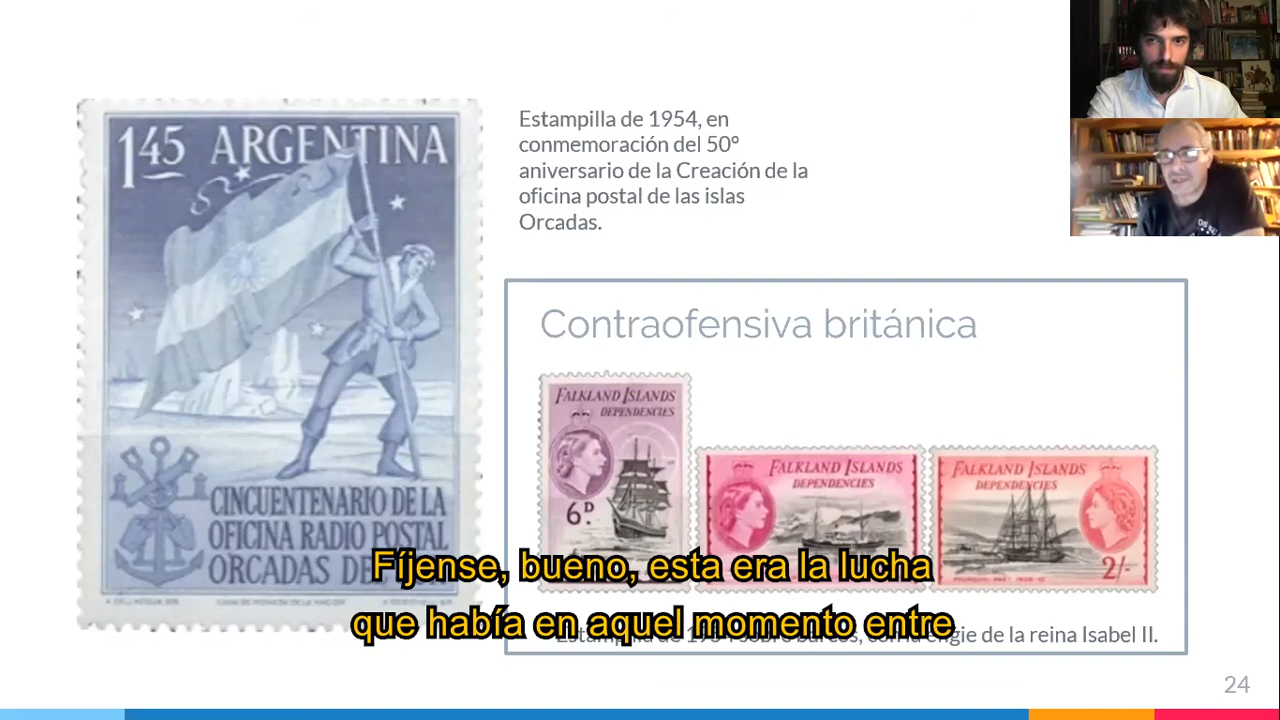 1.45 ARGENTINA
CINCUENTENARIO DE LA
OFICINA RADIO POSTAL
ORCADAS
Estampilla de 1954, en
conmemoración del 50°
aniversario de la Creación de la
oficina postal de las islas
Orcadas.
Contraofensiva británica
FALKLAND ISLANDS
DEPENDENCIES
6D.
FALKLAND ISLANDS
DEPENDENCIES
FALKLAND ISLANDS
DEPENDENCIES
2/-
Fíjense, bueno, esta era la lucha
que había en aquel momento entre
de la reina Isabel II.
24